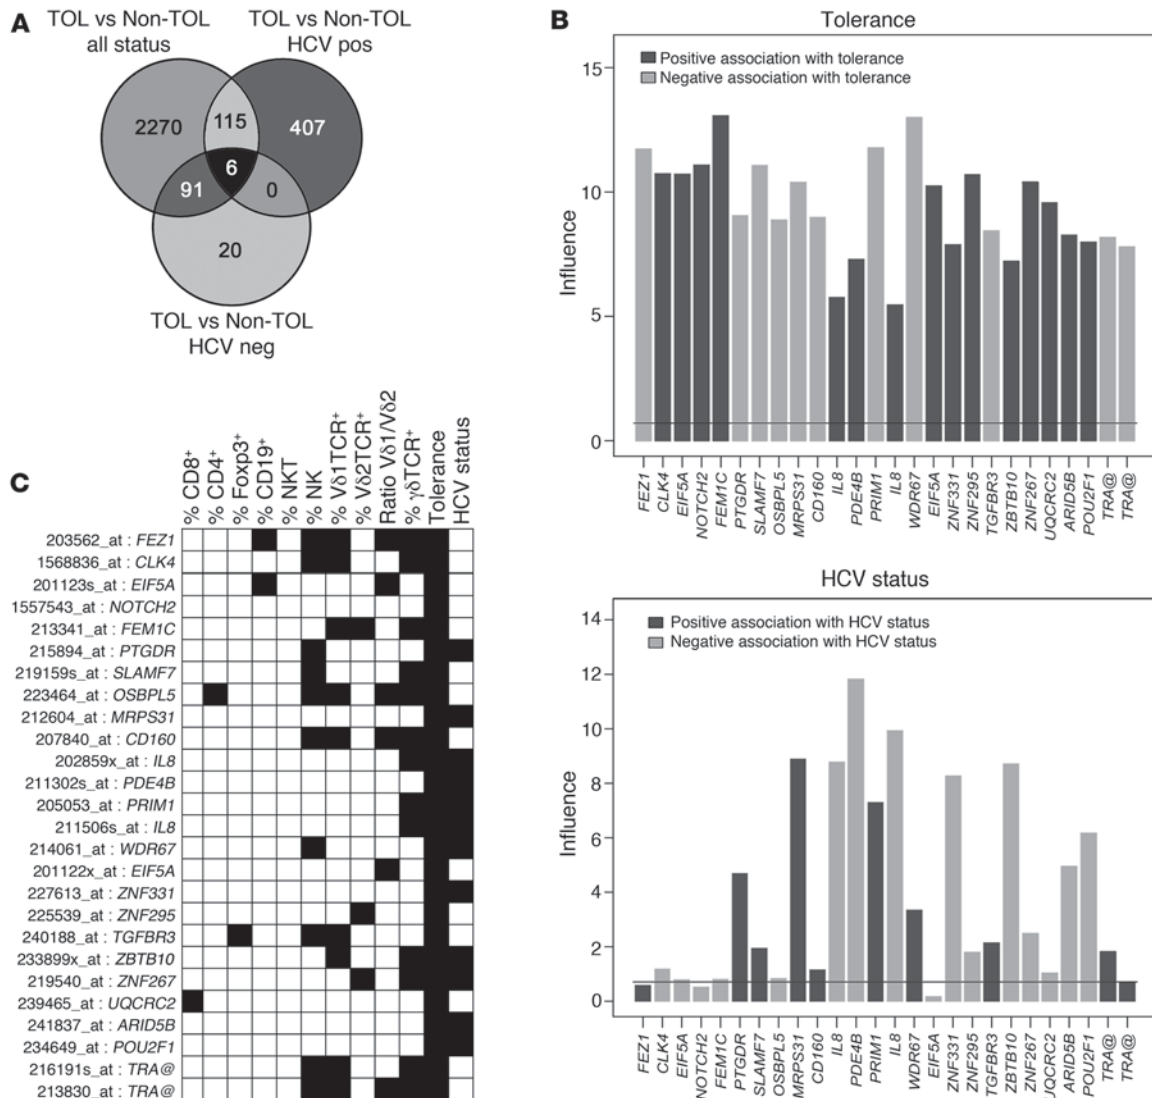 A
TOL vs Non-TOL
all status
TOL vs Non-TOL
HCV pos
2270
115
407
6
91
0
20
TOL vs Non-TOL
HCV neg
B
Tolerance
Positive association with tolerance
Negative association with tolerance
Influence
15
10
5
0
FEZ1
CLK4
EIF5A
NOTCH2
FEM1C
PTGDR
SLAMF7
OSBPL5
MRPS31
CD160
IL8
PDE4B
PRIM1
IL8
WDR67
EIF5A
ZNF331
ZNF295
TGFBR3
ZBTB10
ZNF267
UQCRC2
ARID5B
POU2F1
TRA@
TRA@
HCV status
Positive association with HCV status
Negative association with HCV status
Influence
14
12
10
8
6
4
2
0
FEZ1
CLK4
EIF5A
NOTCH2
FEM1C
PTGDR
SLAMF7
OSBPL5
MRPS31
CD160
IL8
PDE4B
PRIM1
IL8
WDR67
EIF5A
ZNF331
ZNF295
TGFBR3
ZBTB10
ZNF267
UQCRC2
ARID5B
POU2F1
TRA@
TRA@
C
% CD8+
% CD4+
% Foxp3+
% CD19+
% NKT
% NK
% Vδ1TCR+
% Vδ2TCR+
Ratio Vδ1/Vδ2
% γδTCR+
Tolerance
HCV status
203562_at : FEZ1
1568836_at : CLK4
201123s_at : EIF5A
1557543_at : NOTCH2
213341_at : FEM1C
215894_at : PTGDR
219159s_at : SLAMF7
223464_at : OSBPL5
212604_at : MRPS31
207840_at : CD160
202859x_at : IL8
211302s_at : PDE4B
205053_at : PRIM1
211506s_at : IL8
214061_at : WDR67
201122x_at : EIF5A
227613_at : ZNF331
225539_at : ZNF295
240188_at : TGFBR3
233899x_at : ZBTB10
219540_at : ZNF267
239465_at : UQCRC2
241837_at : ARID5B
234649_at : POU2F1
216191s_at : TRA@
213830_at : TRA@